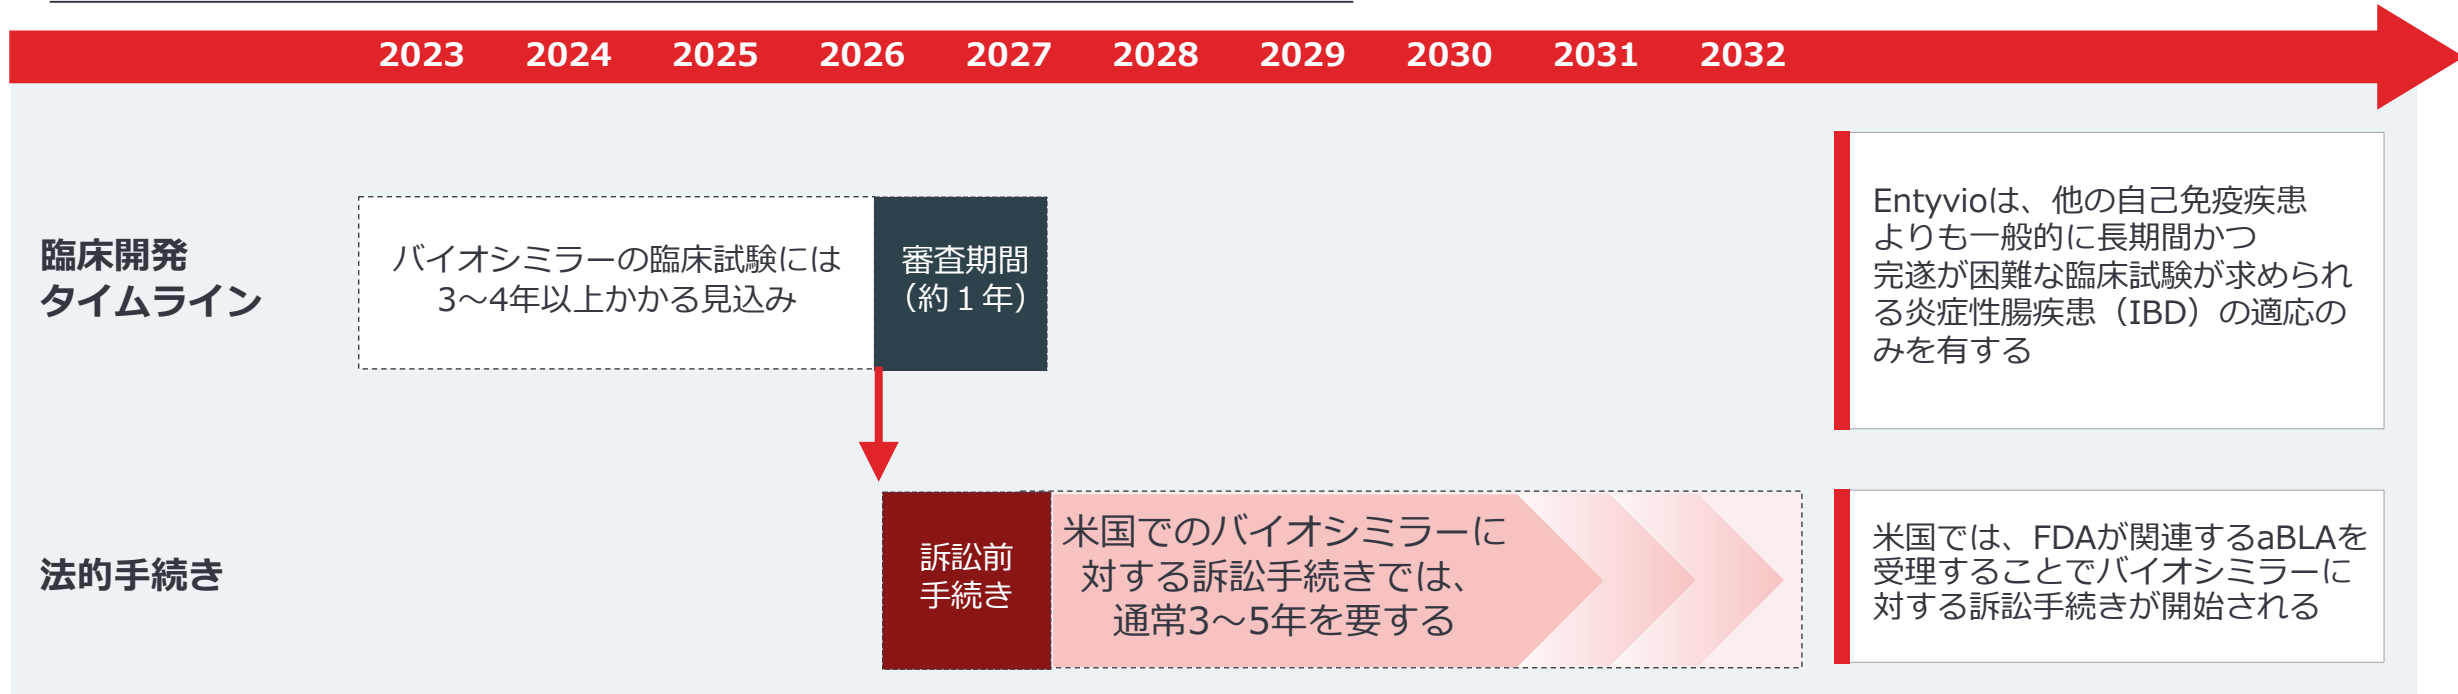 2023 2024 2025 2026 2027 2028 2029 2030 2031 2032
臨床開発
タイムライン
バイオシミラーの臨床試験には
3～4年以上かかる見込み
審査期間
（約１年）
Entyvioは、他の自己免疫疾患
よりも一般的に長期間かつ
完遂が困難な臨床試験が求められ
る炎症性腸疾患（IBD）の適応の
みを有する
法的手続き
訴訟前
手続き
米国でのバイオシミラーに
対する訴訟手続きでは、
通常3～5年を要する
米国では、FDAが関連するaBLAを
受理することでバイオシミラーに
対する訴訟手続きが開始される